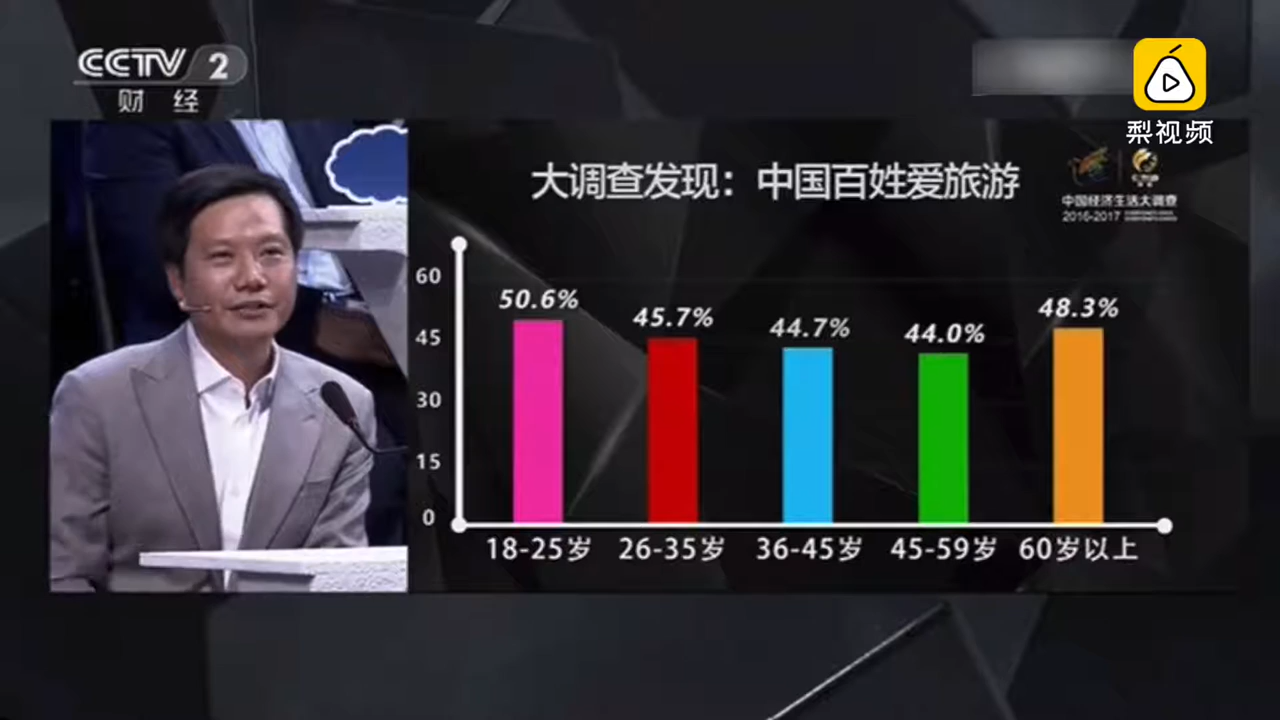 CCTV 2
财 经
梨视频
大调查发现：中国百姓爱旅游
中国经济生活大调查
2016-2017
60
45
30
15
0
50.6%
45.7%
44.7%
44.0%
48.3%
18-25岁
26-35岁
36-45岁
45-59岁
60岁以上